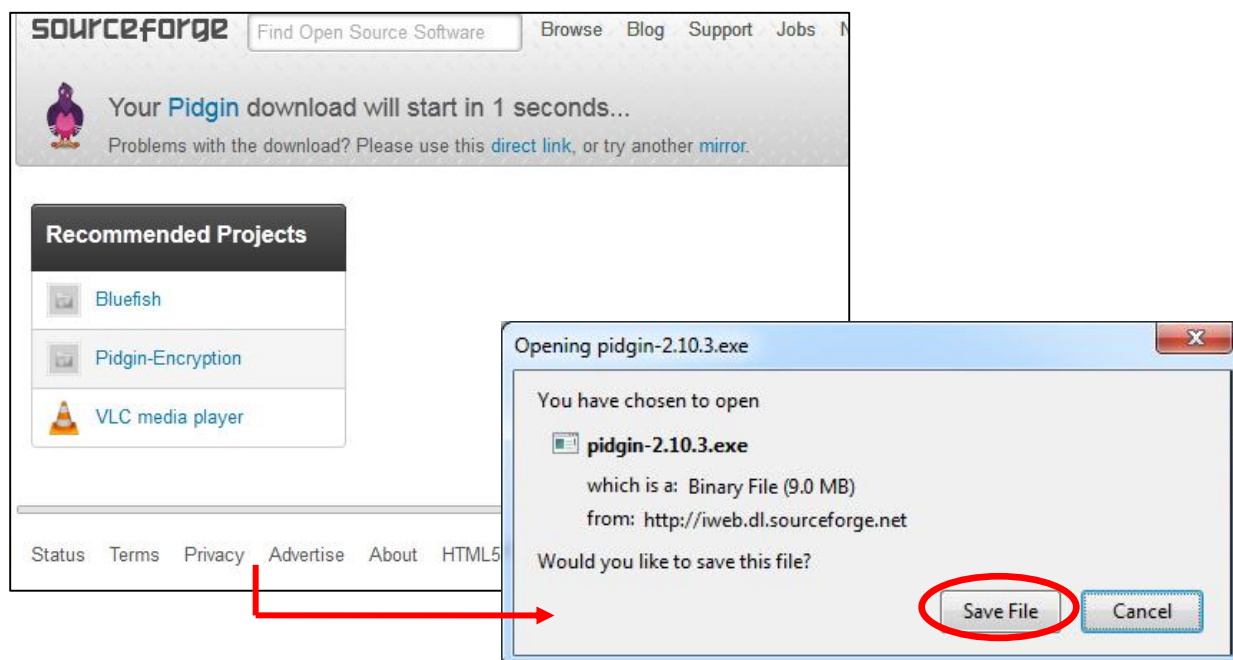 sourceforge
Find Open Source Software
Browse Blog Support Jobs
Your Pidgin download will start in 1 seconds...
Problems with the download? Please use this direct link, or try another mirror.
Recommended Projects
Bluefish
Pidgin-Encryption
VLC media player
Status Terms Privacy Advertise About HTML5
Opening pidgin-2.10.3.exe
You have chosen to open
pidgin-2.10.3.exe
which is a: Binary File (9.0 MB)
from: http://iweb.dl.sourceforge.net
Would you like to save this file?
Save File Cancel